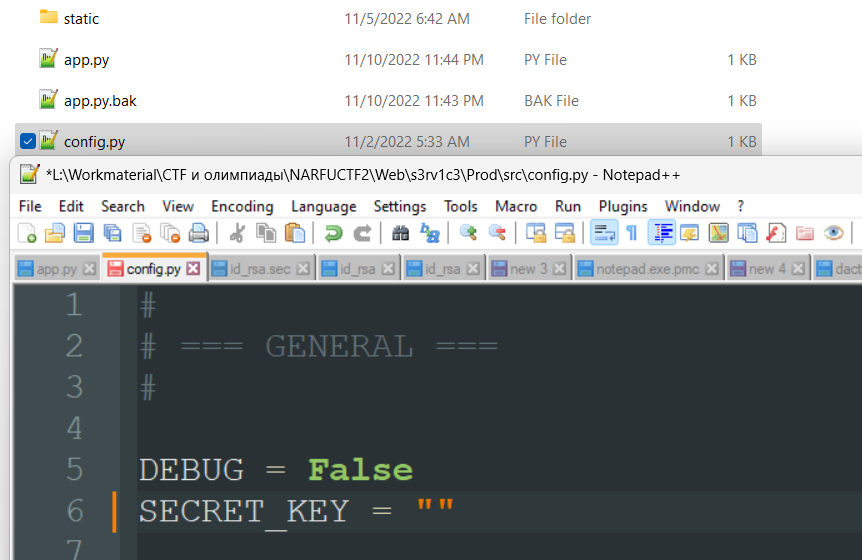 static 11/5/2022 6:42 AM File folder
app.py 11/10/2022 11:44 PM PY File 1 KB
app.py.bak 11/10/2022 11:43 PM BAK File 1 KB
config.py 11/2/2022 5:33 AM PY File 1 KB
*L:\Workmaterial\CTF и олимпиады\NARFUCTF2\Web\s3rv1c3\Prod\src\config.py - Notepad++
File Edit Search View Encoding Language Settings Tools Macro Run Plugins Window ?
app.py config.py id_rsa.sec id_rsa id_rsa new 3 notepad.exe.pmc new 4 dact
1 #
2 # === GENERAL ===
3 #
4
5 DEBUG = False
6 SECRET_KEY = ""
7